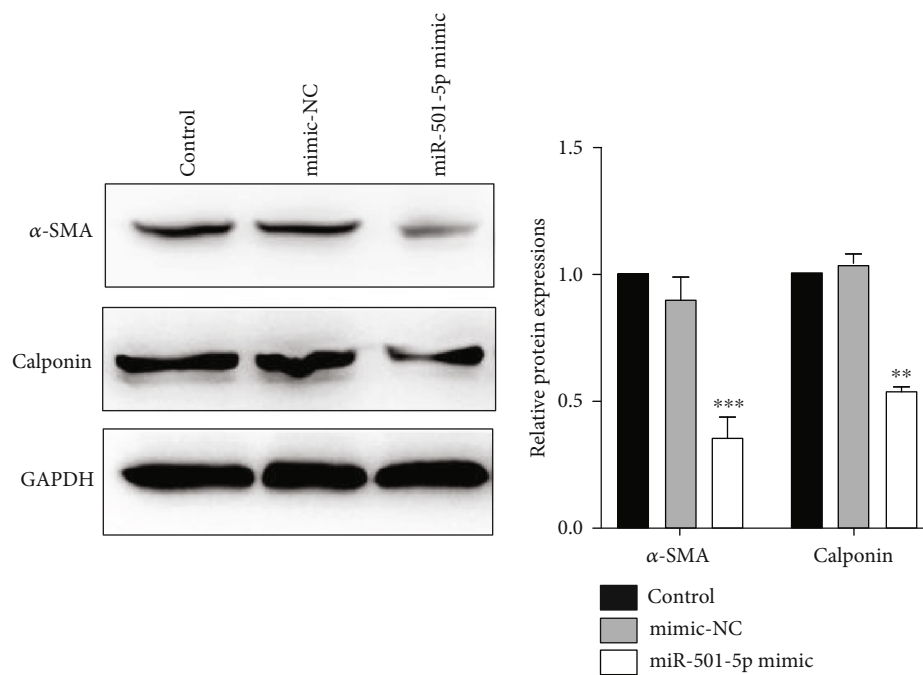 Control
mimic-NC
miR-501-5p mimic
α-SMA
Calponin
GAPDH
Relative protein expressions
1.5
1.0
0.5
0.0
***
**
α-SMA
Calponin
Control
mimic-NC
miR-501-5p mimic